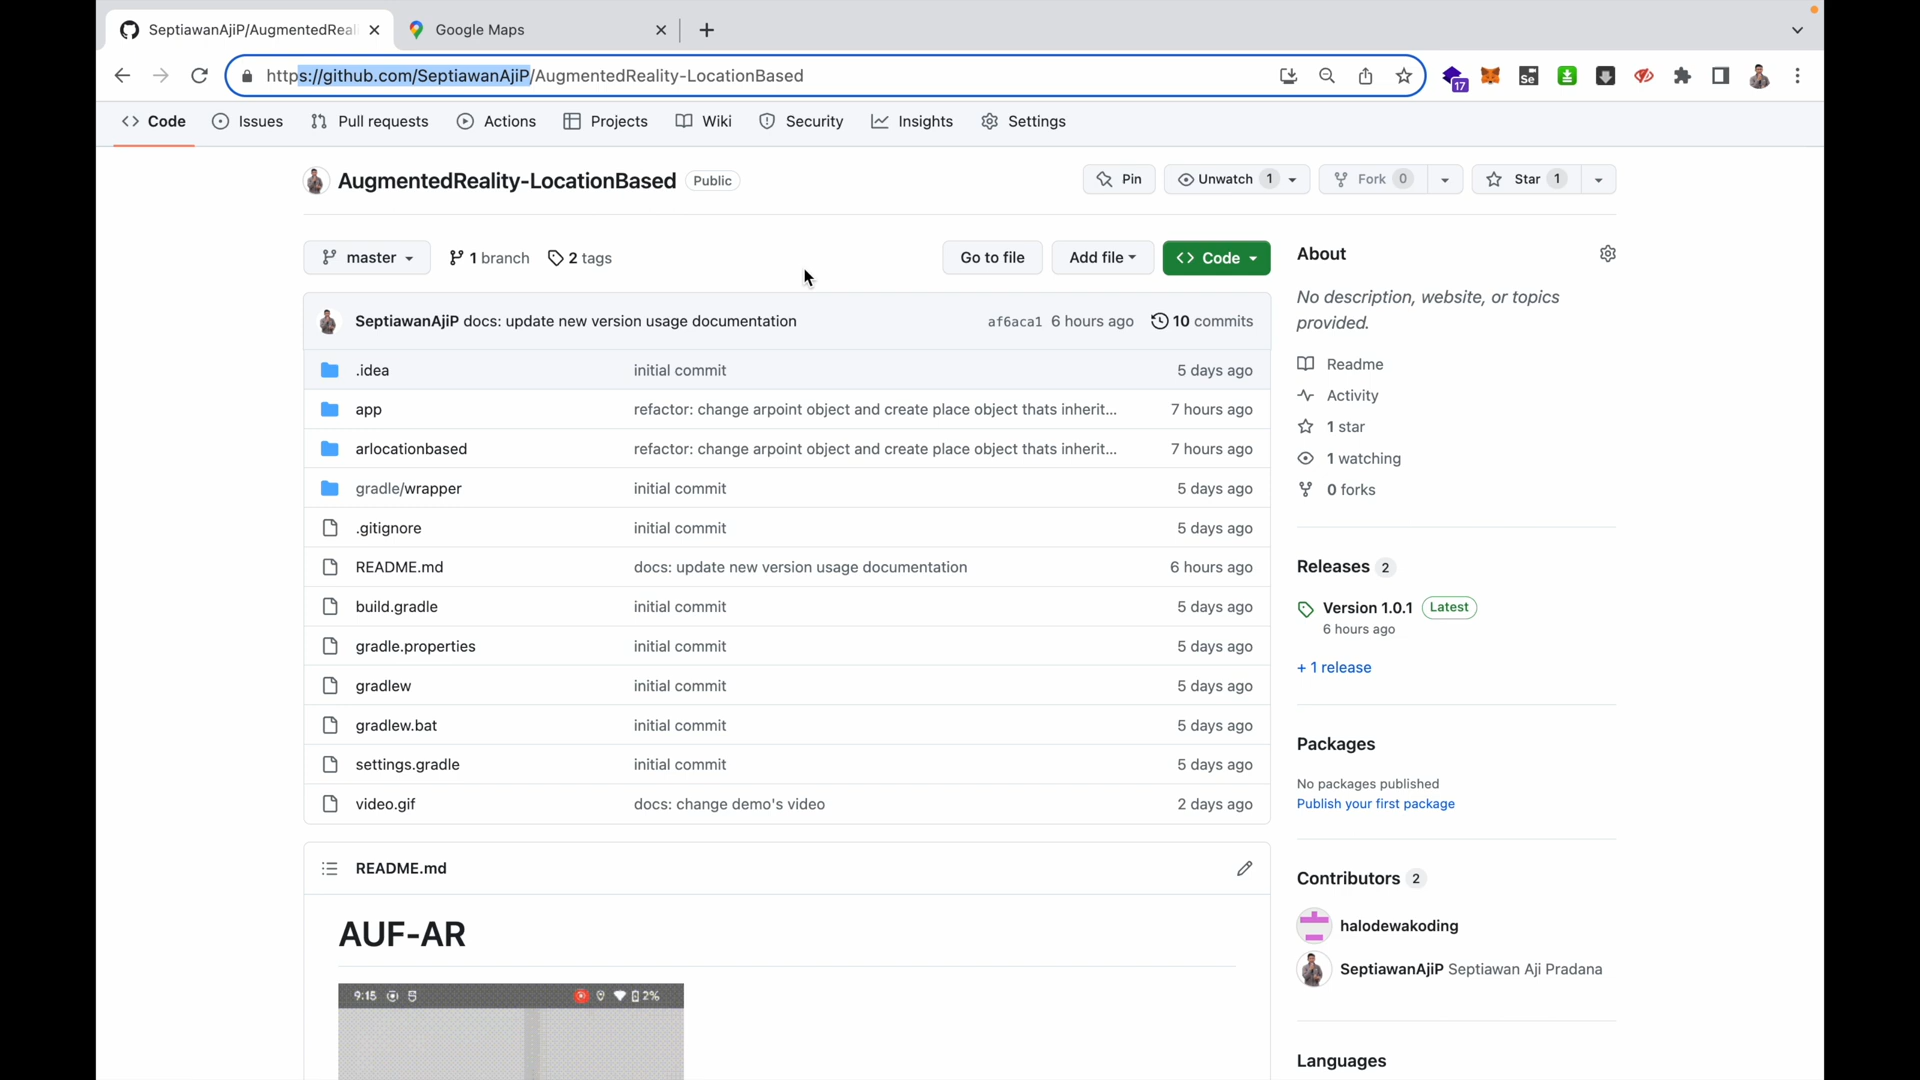 SeptiawanAjiP/AugmentedReal
Google Maps
https://github.com/SeptiawanAjiP/AugmentedReality-LocationBased
17
Se
Code
Issues
Pull requests
Actions
Projects
Wiki
Security
Insights
Settings
AugmentedReality-LocationBased
Public
Pin
Unwatch 1
Fork 0
Star 1
master
1 branch
2 tags
Go to file
Add file
Code
SeptiawanAjiP docs: update new version usage documentation
af6aca1 6 hours ago
10 commits
.idea initial commit 5 days ago
app refactor: change arpoint object and create place object thats inherit... 7 hours ago
arlocationbased refactor: change arpoint object and create place object thats inherit... 7 hours ago
gradle/wrapper initial commit 5 days ago
.gitignore initial commit 5 days ago
README.md docs: update new version usage documentation 6 hours ago
build.gradle initial commit 5 days ago
gradle.properties initial commit 5 days ago
gradlew initial commit 5 days ago
gradlew.bat initial commit 5 days ago
settings.gradle initial commit 5 days ago
video.gif docs: change demo's video 2 days ago
README.md
AUF-AR
9:15
2%
About
No description, website, or topics
provided.
Readme
Activity
1 star
1 watching
0 forks
Releases 2
Version 1.0.1 Latest
6 hours ago
+ 1 release
Packages
No packages published
Publish your first package
Contributors 2
halodewakoding
SeptiawanAjiP Septiawan Aji Pradana
Languages